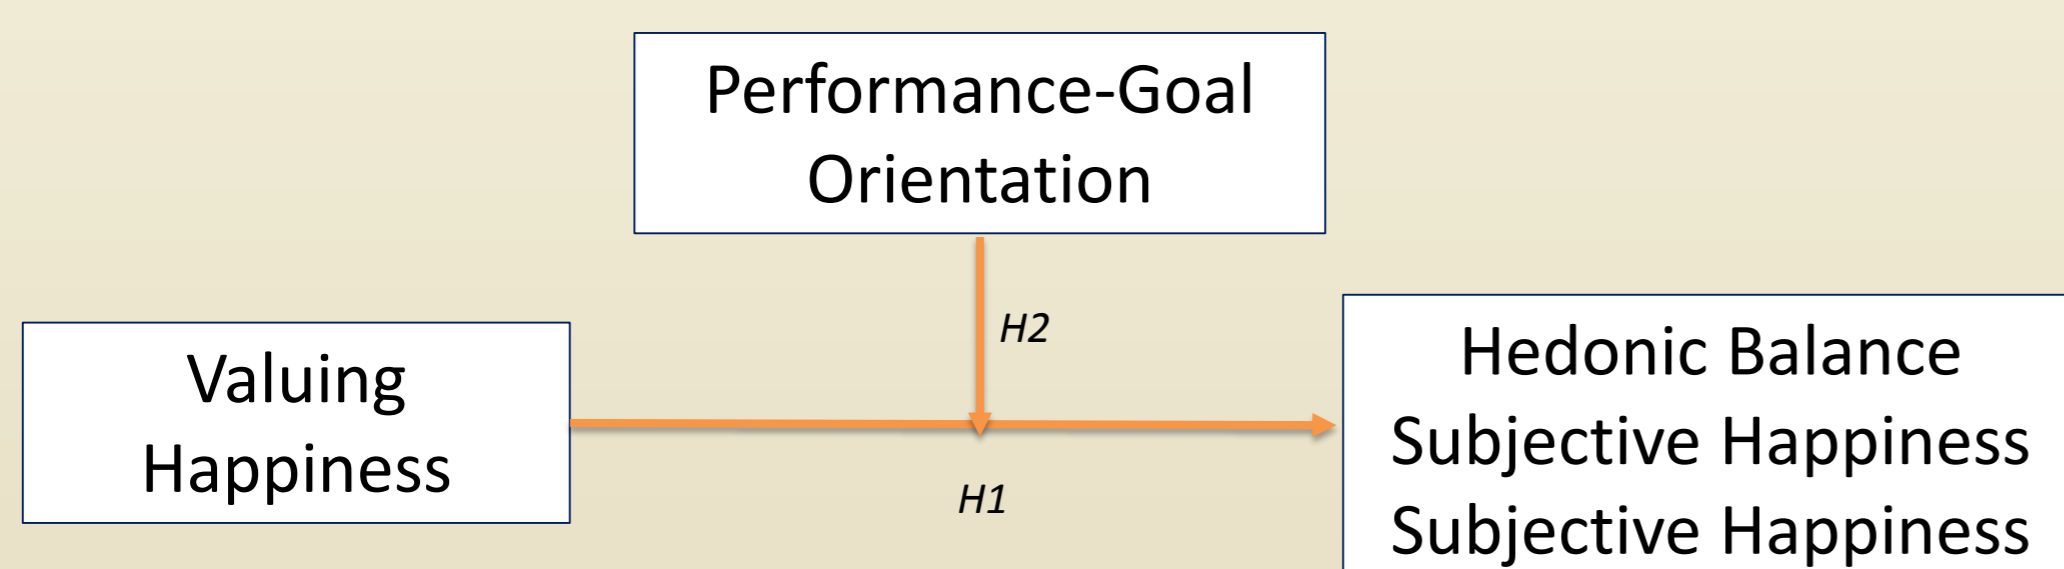 Performance-Goal
Orientation
H2
Valuing
Happiness
H1
Hedonic Balance
Subjective Happiness
Subjective Happiness